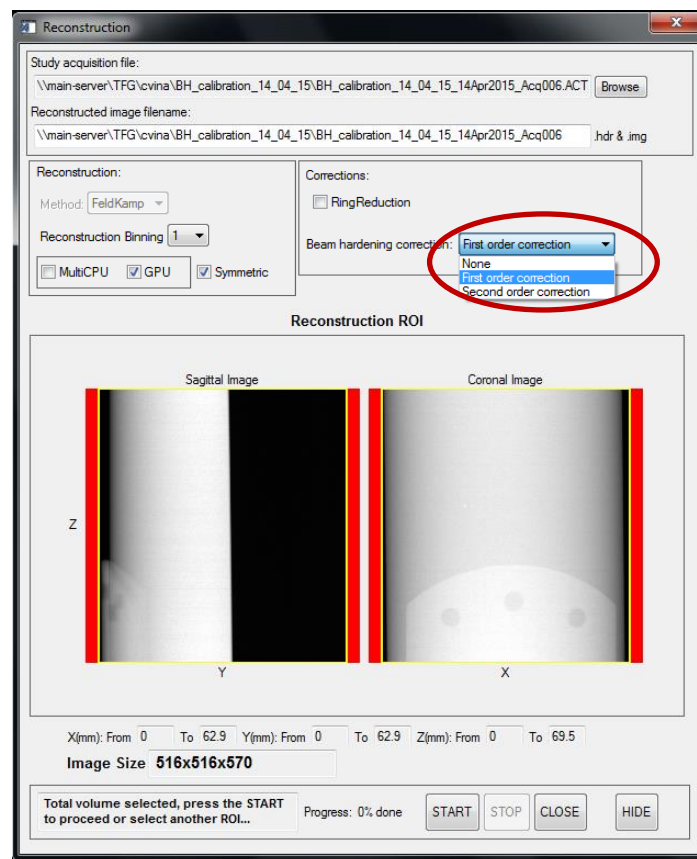 Reconstruction
Study acquisition file:
\\main-server\TFG\cvina\BH_calibration_14_04_15\BH_calibration_14_04_15_14Apr2015_Acq006.ACT Browse
Reconstructed image filename:
\\main-server\TFG\cvina\BH_calibration_14_04_15\BH_calibration_14_04_15_14Apr2015_Acq006 .hdr & .img
Reconstruction:
Method: FeldKamp
Reconstruction Binning 1
MultiCPU GPU Symmetric
Corrections:
RingReduction
Beam hardening correction: First order correction
None
First order correction
Second order correction
Reconstruction ROI
Sagittal Image Coronal Image
Z
Y X
X(mm): From 0 To 62.9 Y(mm): From 0 To 62.9 Z(mm): From 0 To 69.5
Image Size 516x516x570
Total volume selected, press the START
to proceed or select another ROI...
Progress: 0% done START STOP CLOSE HIDE